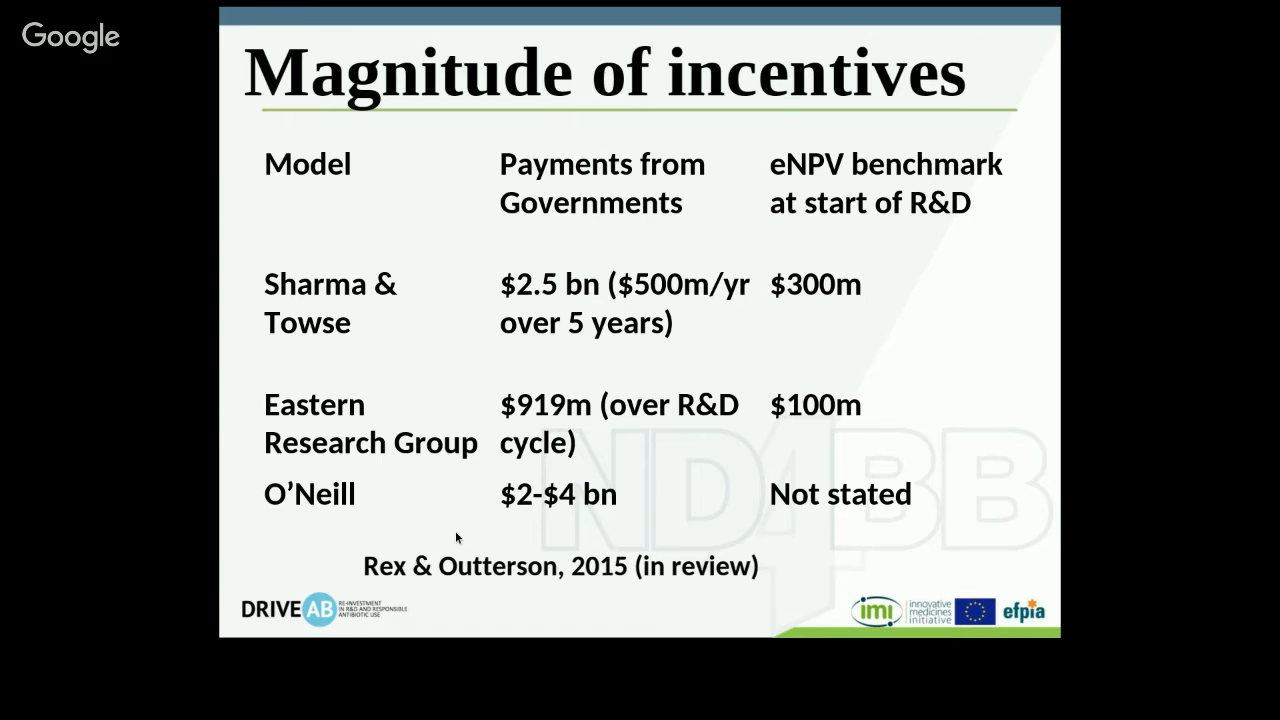 Google
Magnitude of incentives
Model
Payments from
Governments
eNPV benchmark
at start of R&D
Sharma &
Towse
$2.5 bn ($500m/yr
over 5 years)
$300m
Eastern
Research Group
$919m (over R&D
cycle)
$100m
O’Neill
$2-$4 bn
Not stated
ND4BB
Rex & Outterson, 2015 (in review)
DRIVE AB
RE-INVESTMENT
IN R&D AND RESPONSIBLE
ANTIBIOTIC USE
imi
innovative
medicines
initiative
efpia